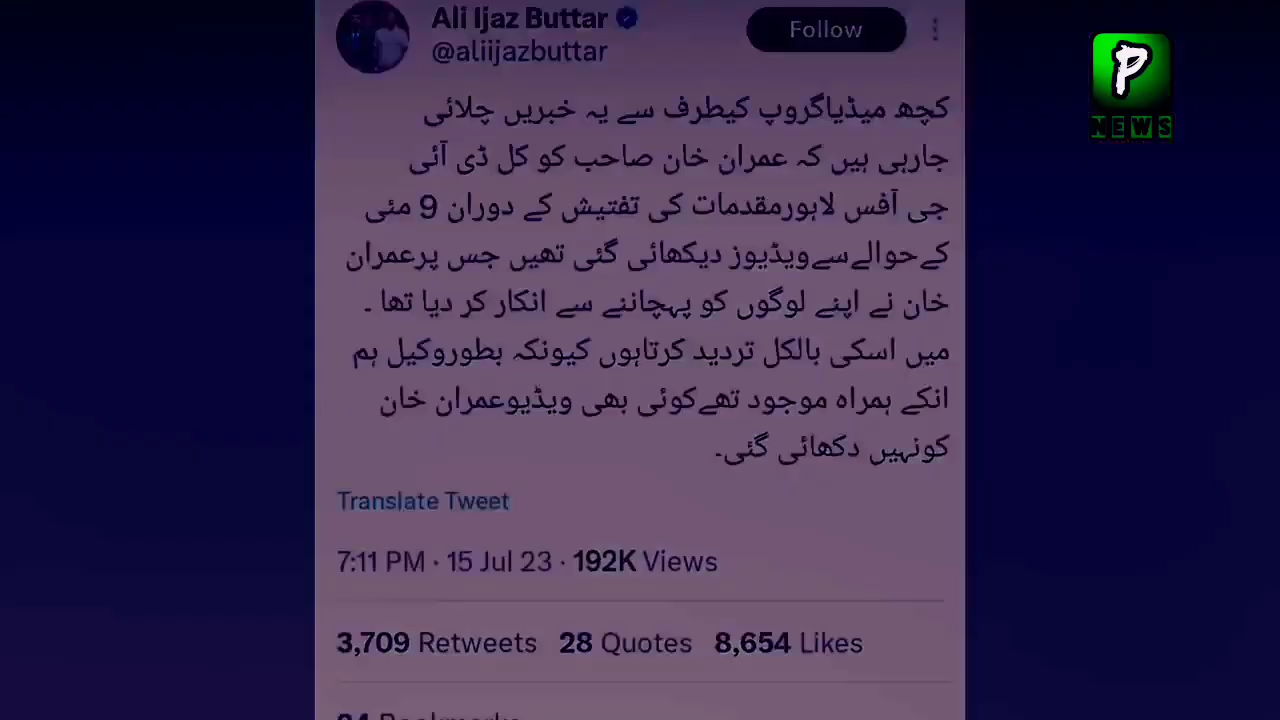 Ali Ijaz Buttar
@aliijazbuttar
Follow
P
NEWS
کچھ میڈیاگروپ کیطرف سے یہ خبریں چلائی
جارہی ہیں کہ عمران خان صاحب کو کل ڈی آئی
جی آفس لاہورمقدمات کی تفتیش کے دوران 9 مئی
کےحوالےسےویڈیوز دیکھائی گئی تھیں جس پرعمران
خان نے اپنے لوگوں کو پہچاننے سے انکار کر دیا تھا ۔
میں اسکی بالکل تردید کرتاہوں کیونکہ بطوروکیل ہم
انکے ہمراہ موجود تھےکوئی بھی ویڈیوعمران خان
کونہیں دکھائی گئی۔
Translate Tweet
7:11 PM · 15 Jul 23 · 192K Views
3,709 Retweets 28 Quotes 8,654 Likes